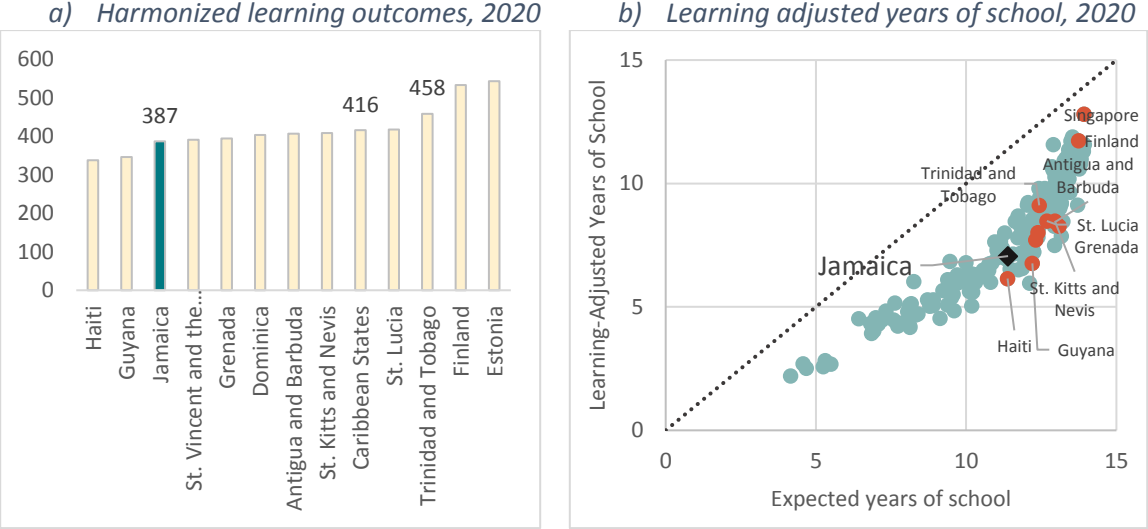 a) Harmonized learning outcomes, 2020
600
500
400
300
200
100
0
387
416
458
Haiti
Guyana
Jamaica
St. Vincent and the…
Grenada
Dominica
Antigua and Barbuda
St. Kitts and Nevis
Caribbean States
St. Lucia
Trinidad and Tobago
Finland
Estonia
b) Learning adjusted years of school, 2020
Learning-Adjusted Years of School
15
10
5
0
Singapore
Finland
Antigua and
Barbuda
Trinidad and
Tobago
St. Lucia
Grenada
Jamaica
St. Kitts and
Nevis
Haiti
Guyana
0
5
10
15
Expected years of school